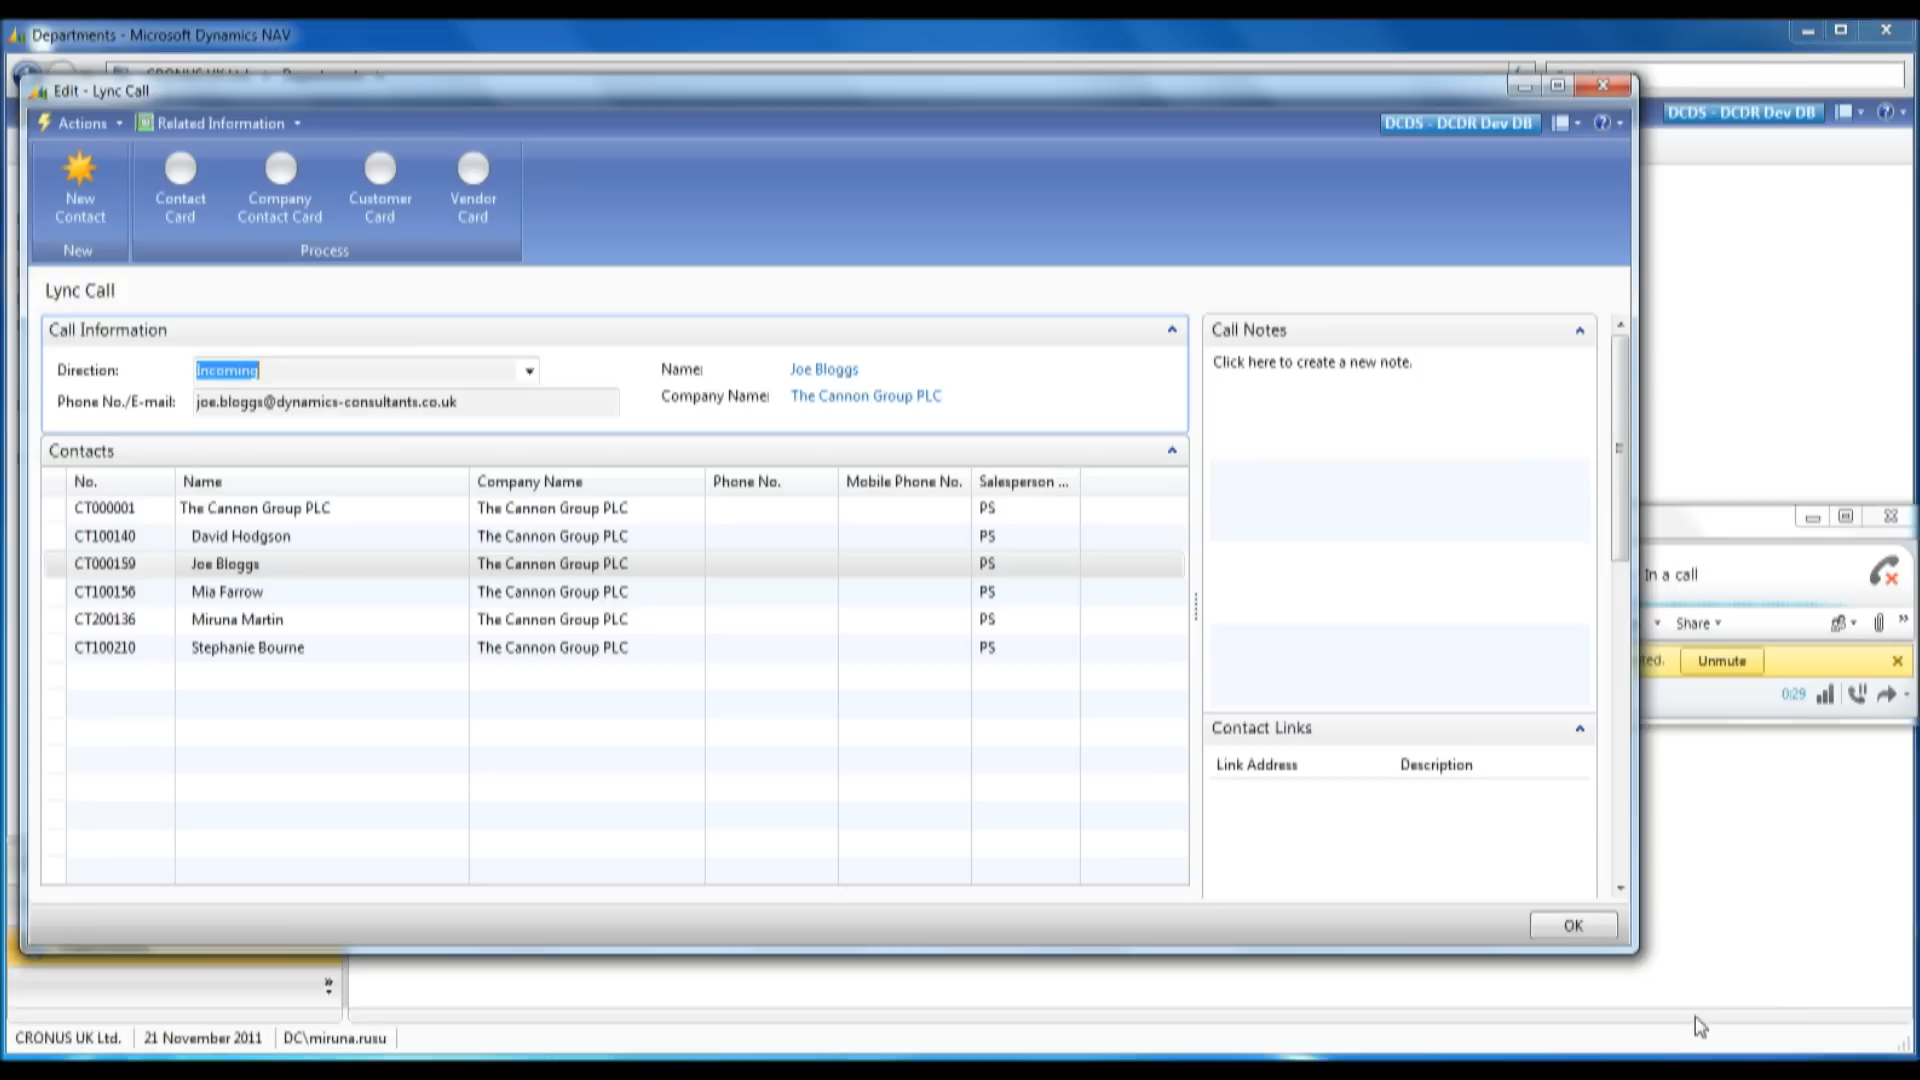 Departments - Microsoft Dynamics NAV
Edit - Lync Call
Actions
Related Information
DCDS - DCDR Dev DB
DCDS - DCDR Dev DB
New Contact
Contact Card
Company Contact Card
Customer Card
Vendor Card
New
Process
Lync Call
Call Information
Direction: Incoming
Name: Joe Bloggs
Phone No./E-mail: joe.bloggs@dynamics-consultants.co.uk
Company Name: The Cannon Group PLC
Call Notes
Click here to create a new note.
Contacts
No. Name Company Name Phone No. Mobile Phone No. Salesperson ...
CT000001 The Cannon Group PLC The Cannon Group PLC PS
CT100140 David Hodgson The Cannon Group PLC PS
CT000159 Joe Bloggs The Cannon Group PLC PS
CT100156 Mia Farrow The Cannon Group PLC PS
CT200136 Miruna Martin The Cannon Group PLC PS
CT100210 Stephanie Bourne The Cannon Group PLC PS
Contact Links
Link Address Description
In a call
Share
Unmute
0:29
OK
CRONUS UK Ltd. 21 November 2011 DC\miruna.rusu